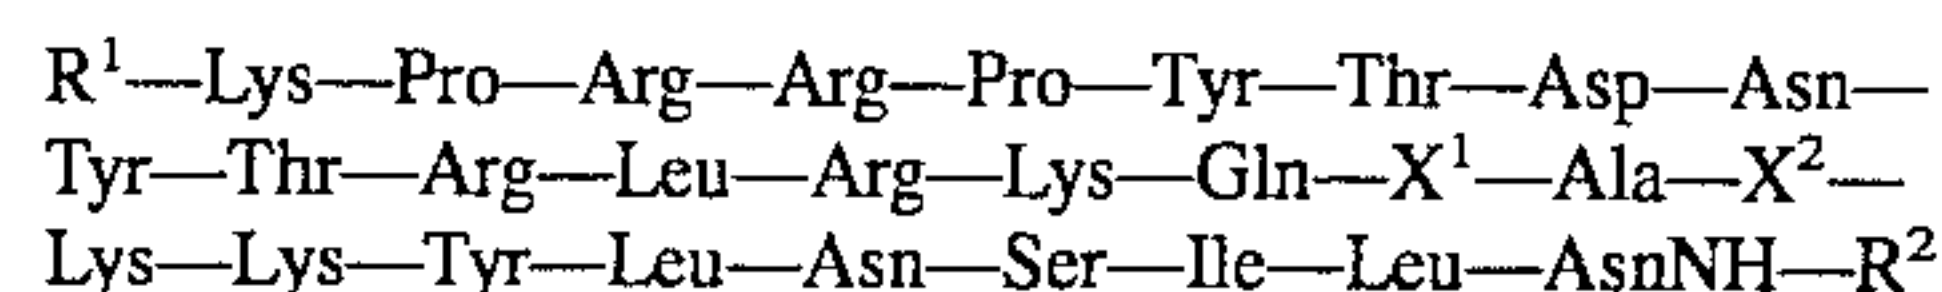 R¹—Lys—Pro—Arg—Arg—Pro—Tyr—Thr—Asp—Asn—
Tyr—Thr—Arg—Leu—Arg—Lys—Gln—X¹—Ala—X²—
Lys—Lys—Tyr—Leu—Asn—Ser—Ile—Leu—AsnNH—R²